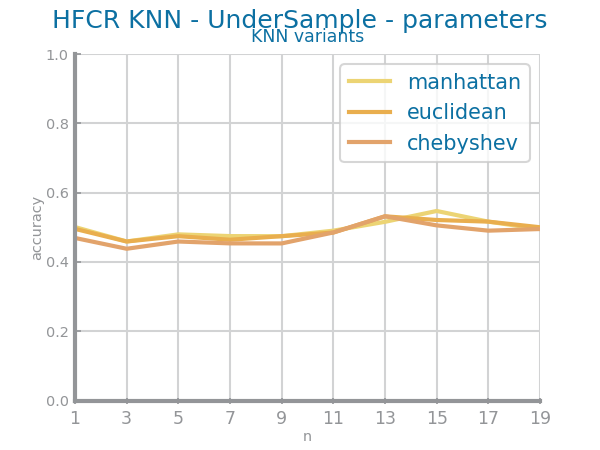 HFCR KNN - UnderSample - parameters
KNN variants
manhattan
euclidean
chebyshev
accuracy
1.0
0.8
0.6
0.4
0.2
0.0
1 3 5 7 9 11 13 15 17 19
n